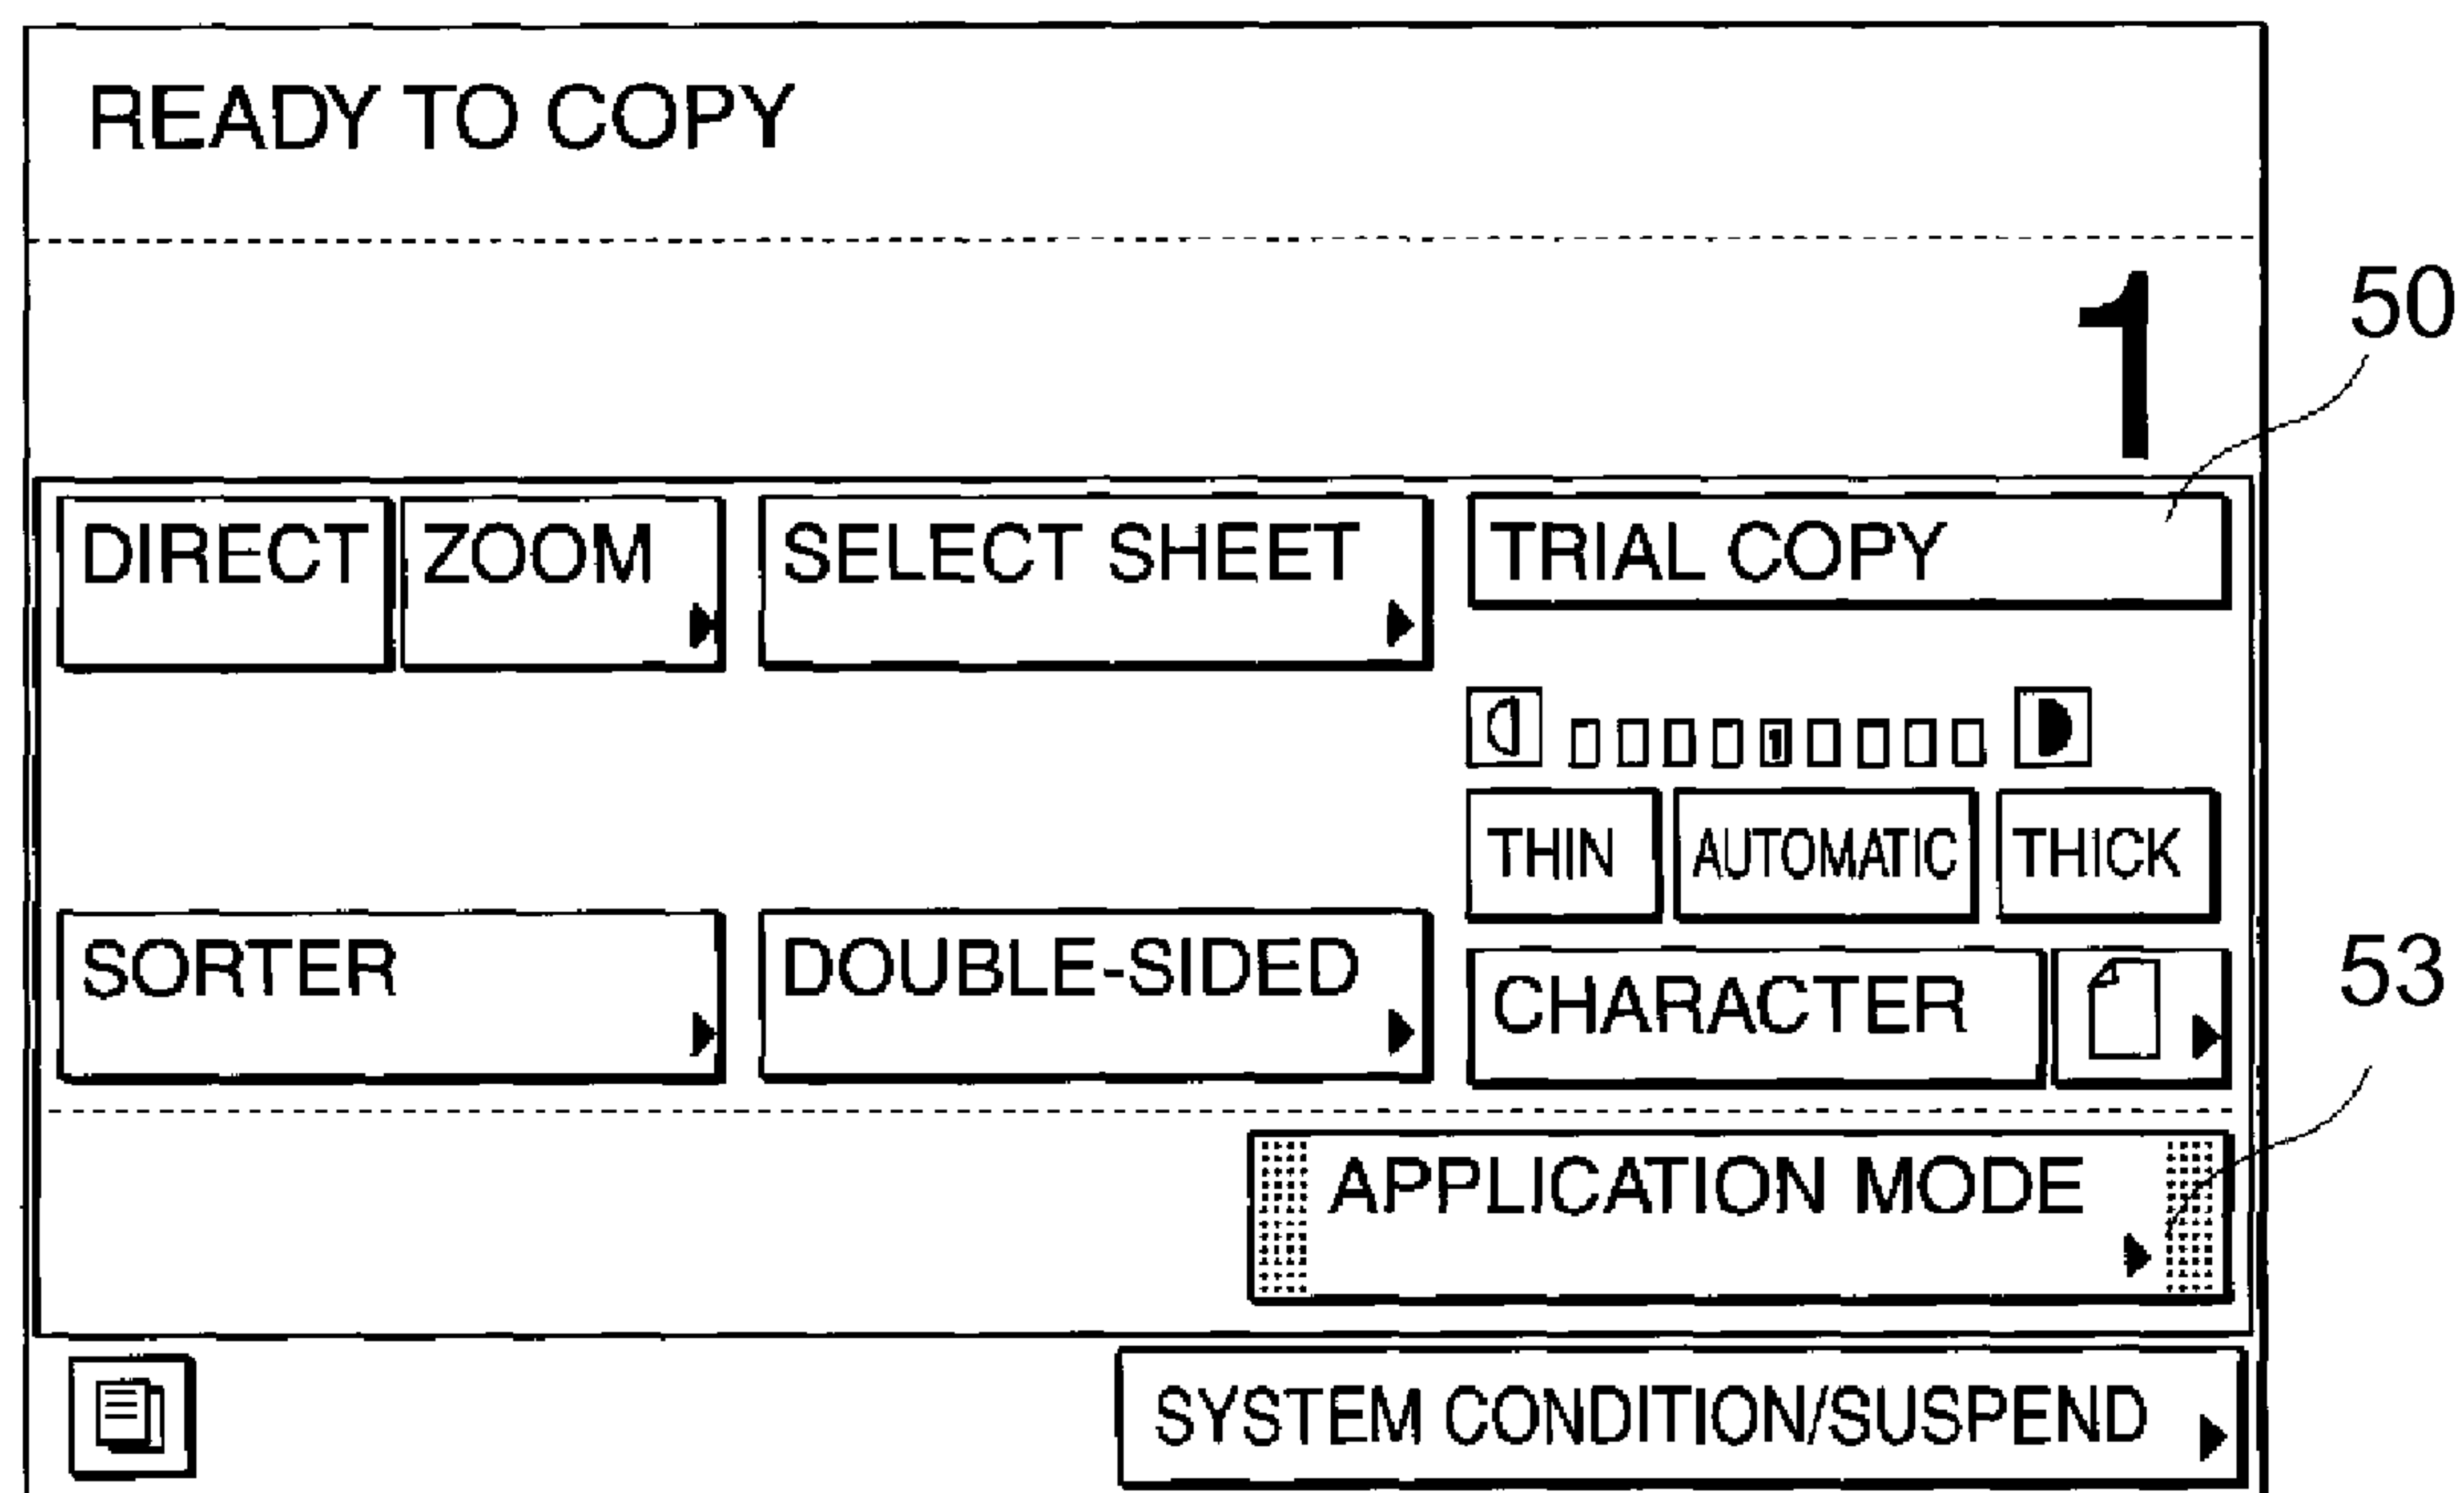 READY TO COPY
1
50
DIRECT
ZOOM
SELECT SHEET
TRIAL COPY
THIN
AUTOMATIC
THICK
SORTER
DOUBLE-SIDED
CHARACTER
53
APPLICATION MODE
SYSTEM CONDITION/SUSPEND